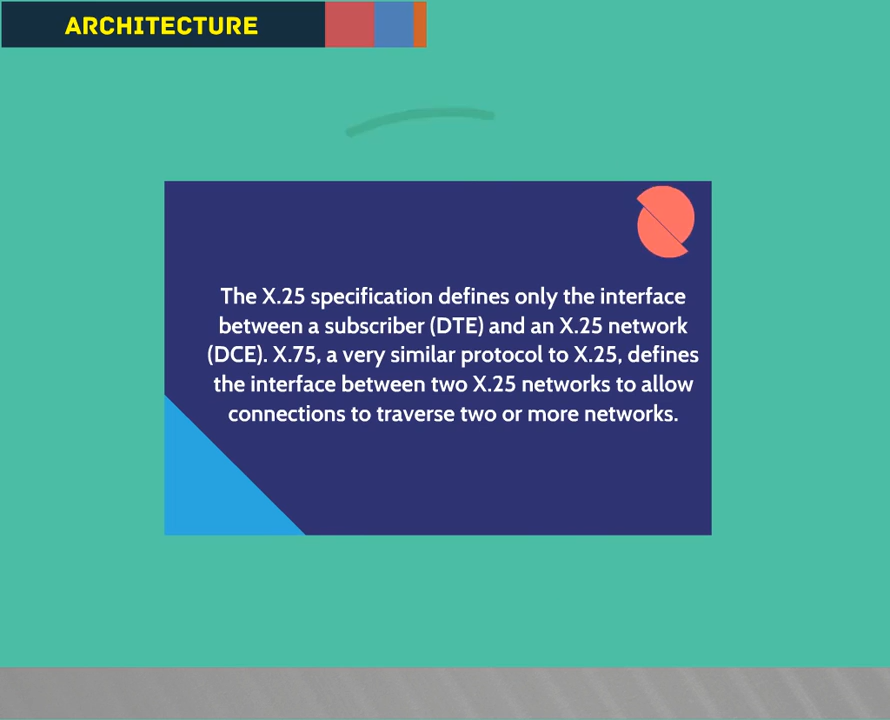 ARCHITECTURE
The X.25 specification defines only the interface
between a subscriber (DTE) and an X.25 network
(DCE). X.75, a very similar protocol to X.25, defines
the interface between two X.25 networks to allow
connections to traverse two or more networks.